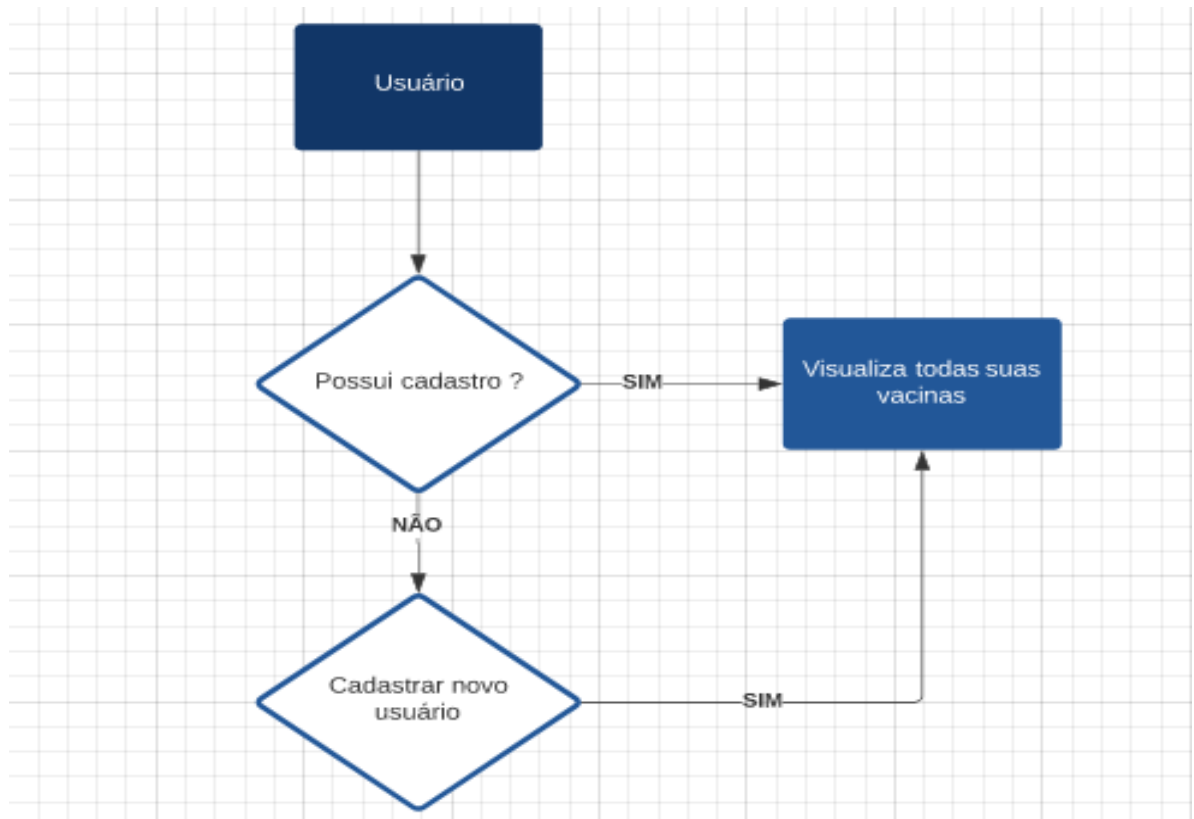 Usuário
Possui cadastro ?
SIM
Visualiza todas suas
vacinas
NÃO
Cadastrar novo
usuário
SIM